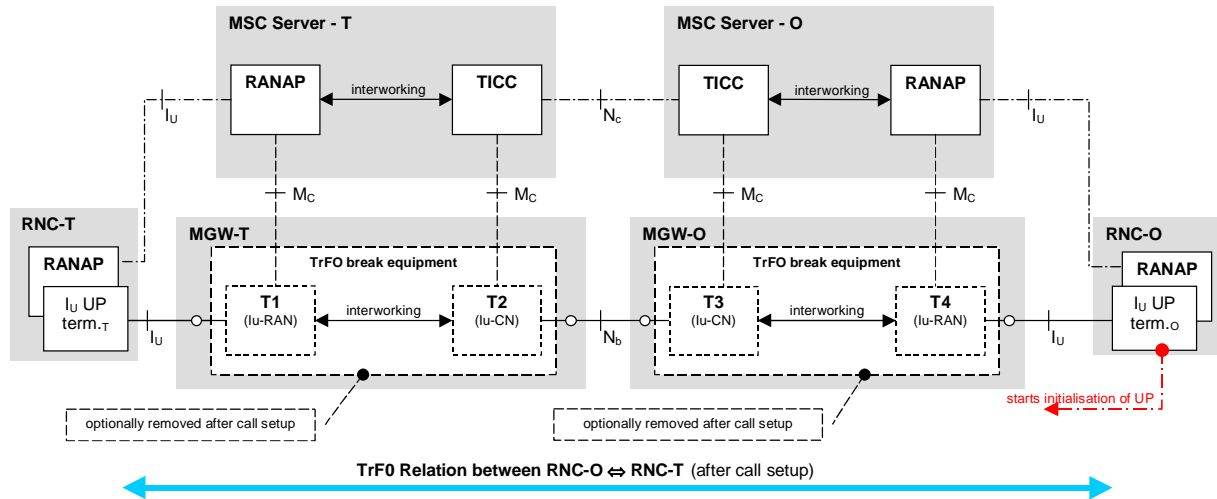 MSC Server - T
MSC Server - O
RANAP
TICC
TICC
RANAP
interworking
interworking
IU
NC
IU
MC
MC
MC
MC
RNC-T
MGW-T
MGW-O
RNC-O
RANAP
TrFO break equipment
TrFO break equipment
RANAP
IU UP
term.T
T1
(Iu-RAN)
interworking
T2
(Iu-CN)
T3
(Iu-CN)
interworking
T4
(Iu-RAN)
IU UP
term.O
IU
Nb
IU
starts initialisation of UP
optionally removed after call setup
optionally removed after call setup
TrF0 Relation between RNC-O ⇔ RNC-T (after call setup)